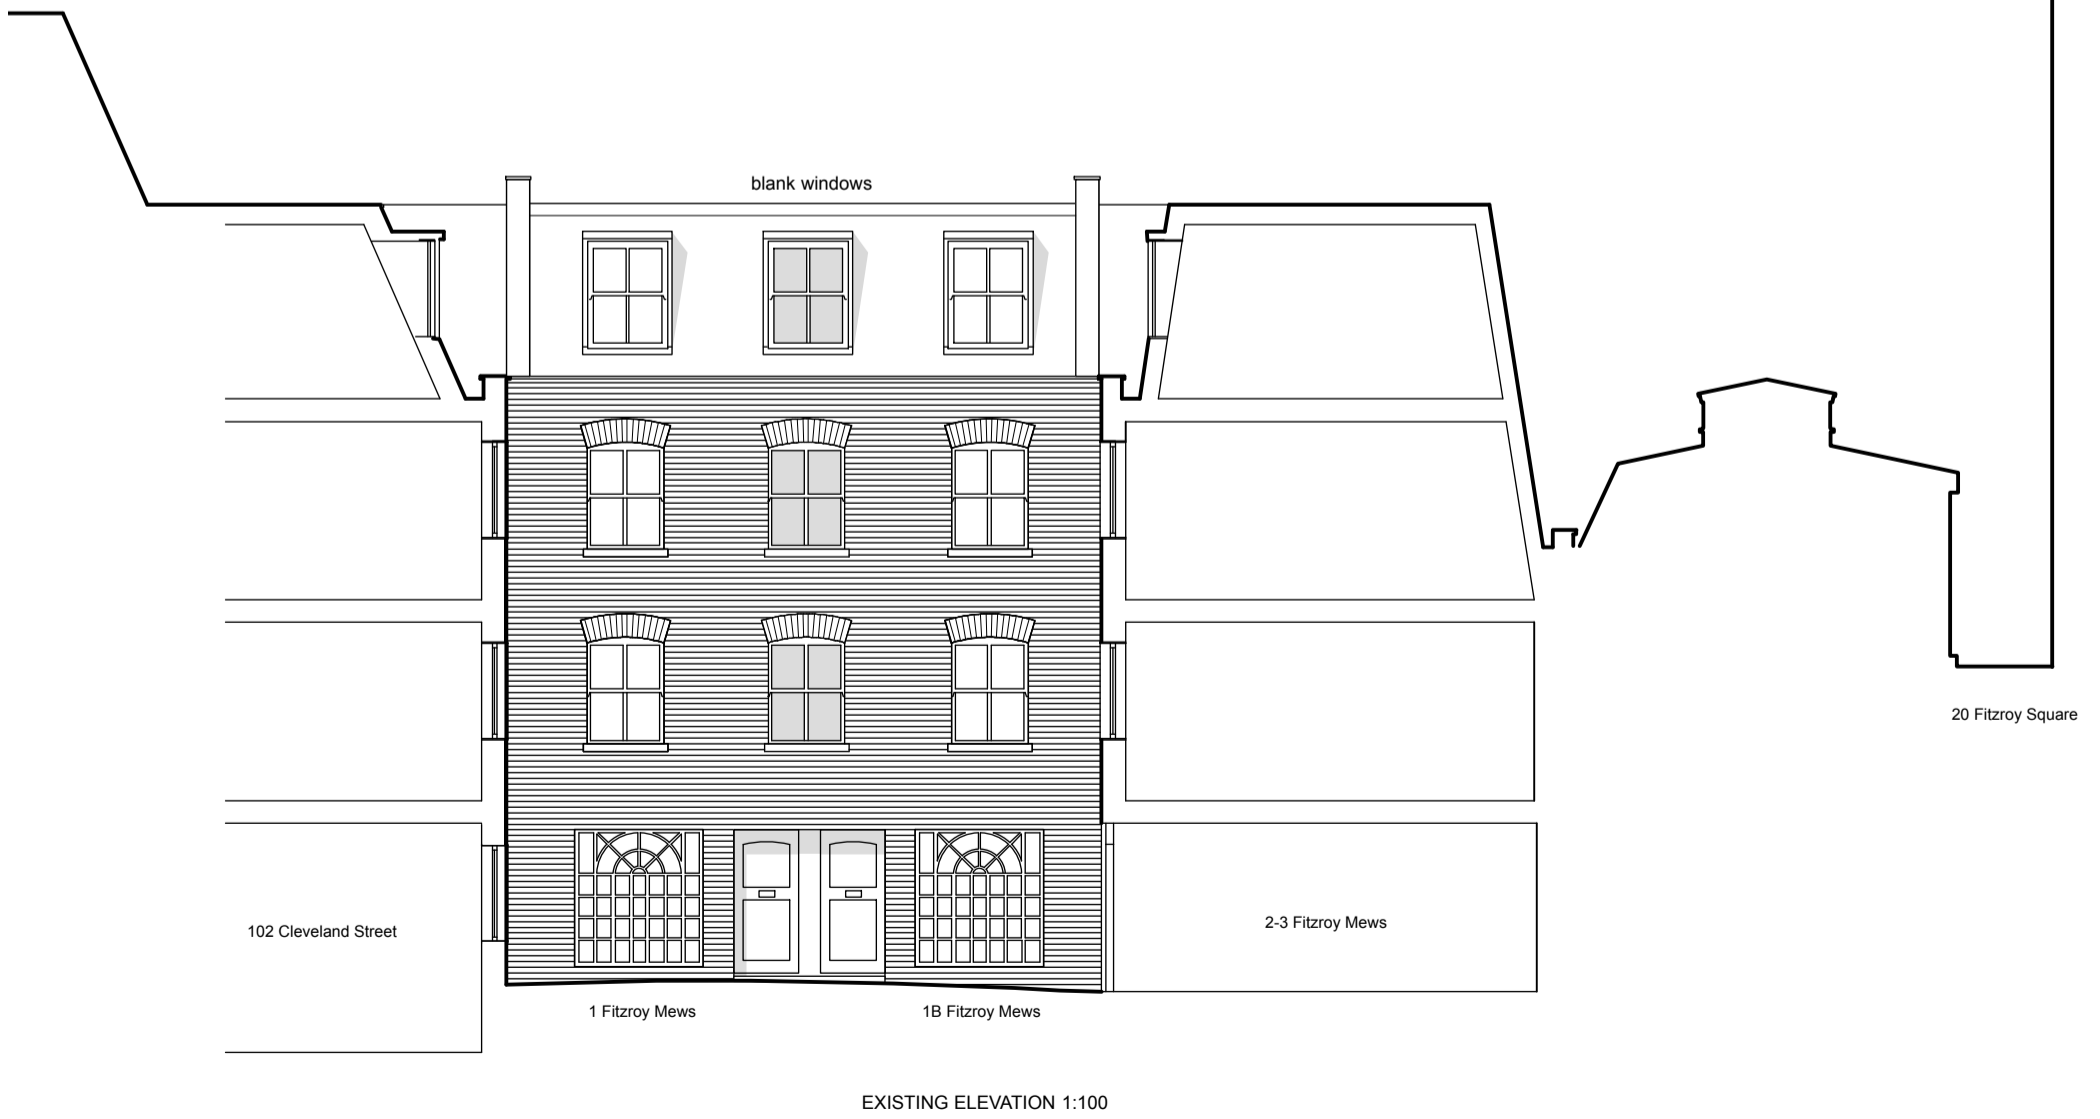 blank windows
20 Fitzroy Square
102 Cleveland Street
2-3 Fitzroy Mews
1 Fitzroy Mews
1B Fitzroy Mews
EXISTING ELEVATION 1:100